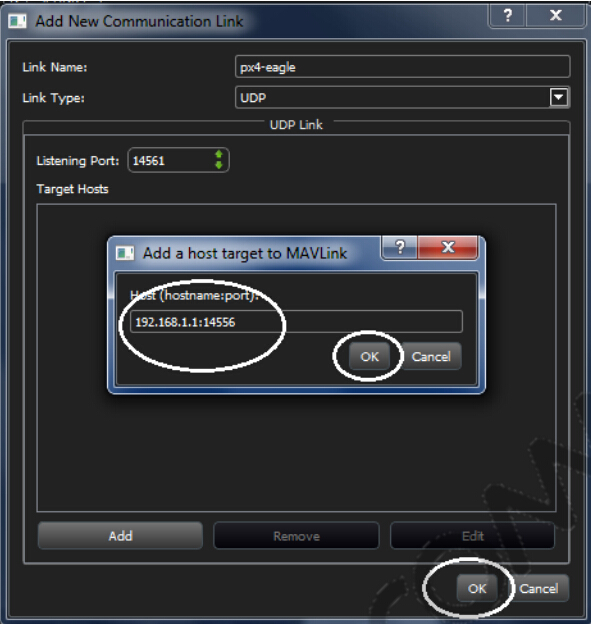 Add New Communication Link
Link Name: px4-eagle
Link Type: UDP
UDP Link
Listening Port: 14561
Target Hosts
Add a host target to MAVLink
Host (hostname:port):
192.168.1.1:14556
OK Cancel
Add Remove Edit
OK Cancel